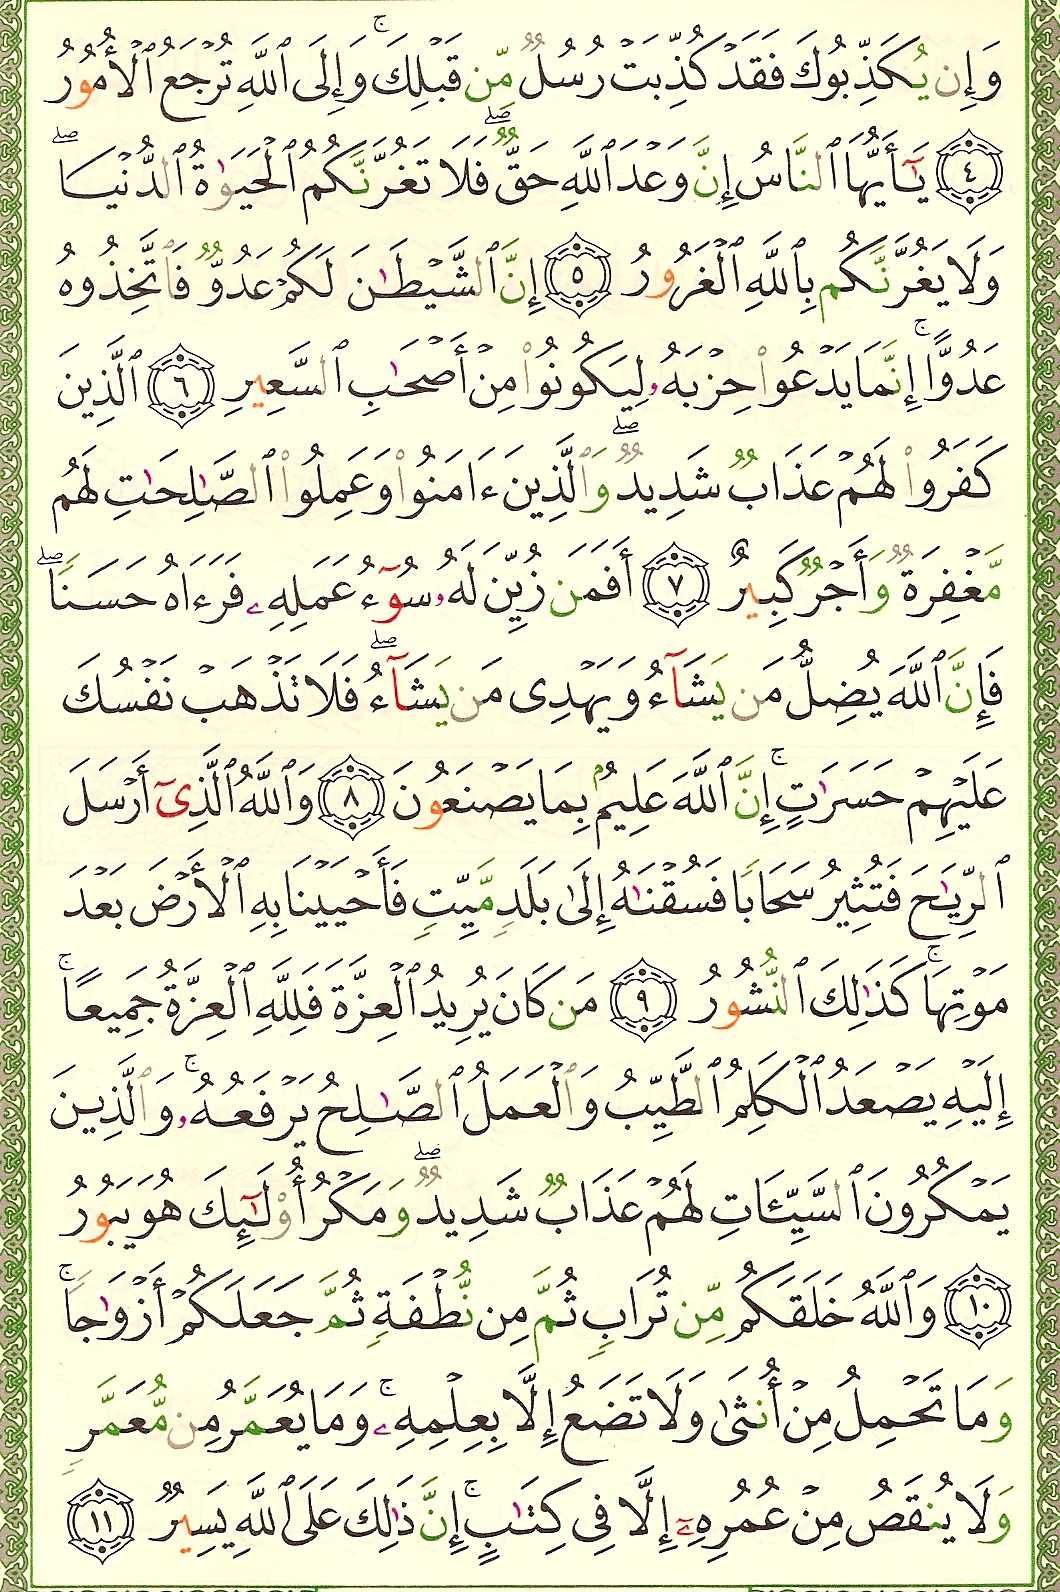 وَإِن يُكَذِّبُوكَ فَقَدْ كُذِّبَتْ رُسُلٌ مِّن قَبْلِكَ ۚ وَإِلَى ٱللَّهِ تُرْجَعُ ٱلْأُمُورُ
﴿٤﴾ يَـٰٓأَيُّهَا ٱلنَّاسُ إِنَّ وَعْدَ ٱللَّهِ حَقٌّ ۖ فَلَا تَغُرَّنَّكُمُ ٱلْحَيَوٰةُ ٱلدُّنْيَا ۖ
وَلَا يَغُرَّنَّكُم بِٱللَّهِ ٱلْغَرُورُ ﴿٥﴾ إِنَّ ٱلشَّيْطَـٰنَ لَكُمْ عَدُوٌّ فَٱتَّخِذُوهُ
عَدُوًّا ۚ إِنَّمَا يَدْعُوا۟ حِزْبَهُۥ لِيَكُونُوا۟ مِنْ أَصْحَـٰبِ ٱلسَّعِيرِ ﴿٦﴾ ٱلَّذِينَ
كَفَرُوا۟ لَهُمْ عَذَابٌ شَدِيدٌ ۖ وَٱلَّذِينَ ءَامَنُوا۟ وَعَمِلُوا۟ ٱلصَّـٰلِحَـٰتِ لَهُم
مَّغْفِرَةٌ وَأَجْرٌ كَبِيرٌ ﴿٧﴾ أَفَمَن زُيِّنَ لَهُۥ سُوٓءُ عَمَلِهِۦ فَرَءَاهُ حَسَنًا ۖ
فَإِنَّ ٱللَّهَ يُضِلُّ مَن يَشَآءُ وَيَهْدِى مَن يَشَآءُ ۖ فَلَا تَذْهَبْ نَفْسُكَ
عَلَيْهِمْ حَسَرَٰتٍ ۚ إِنَّ ٱللَّهَ عَلِيمٌۢ بِمَا يَصْنَعُونَ ﴿٨﴾ وَٱللَّهُ ٱلَّذِىٓ أَرْسَلَ
ٱلرِّيَـٰحَ فَتُثِيرُ سَحَابًا فَسُقْنَـٰهُ إِلَىٰ بَلَدٍ مَّيِّتٍ فَأَحْيَيْنَا بِهِ ٱلْأَرْضَ بَعْدَ
مَوْتِهَا ۚ كَذَٰلِكَ ٱلنُّشُورُ ﴿٩﴾ مَن كَانَ يُرِيدُ ٱلْعِزَّةَ فَلِلَّهِ ٱلْعِزَّةُ جَمِيعًا ۚ
إِلَيْهِ يَصْعَدُ ٱلْكَلِمُ ٱلطَّيِّبُ وَٱلْعَمَلُ ٱلصَّـٰلِحُ يَرْفَعُهُۥ ۚ وَٱلَّذِينَ
يَمْكُرُونَ ٱلسَّيِّـَٔاتِ لَهُمْ عَذَابٌ شَدِيدٌ ۖ وَمَكْرُ أُو۟لَـٰٓئِكَ هُوَ يَبُورُ
﴿١٠﴾ وَٱللَّهُ خَلَقَكُم مِّن تُرَابٍ ثُمَّ مِن نُّطْفَةٍ ثُمَّ جَعَلَكُمْ أَزْوَٰجًا ۚ
وَمَا تَحْمِلُ مِنْ أُنثَىٰ وَلَا تَضَعُ إِلَّا بِعِلْمِهِۦ ۚ وَمَا يُعَمَّرُ مِن مُّعَمَّرٍ
وَلَا يُنقَصُ مِنْ عُمُرِهِۦٓ إِلَّا فِى كِتَـٰبٍ ۚ إِنَّ ذَٰلِكَ عَلَى ٱللَّهِ يَسِيرٌ ﴿١١﴾